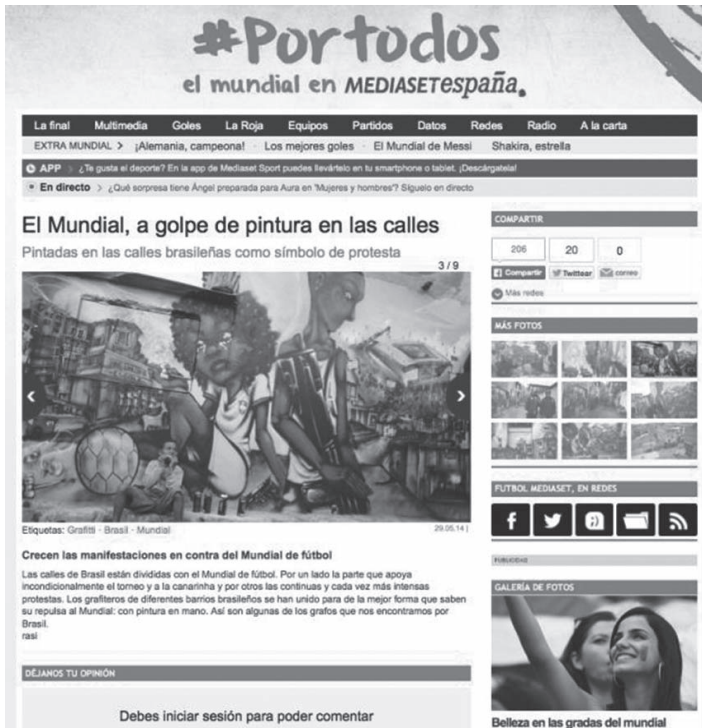 #Portodos
el mundial en MEDIASETespaña.
La final Multimedia Goles La Roja Equipos Partidos Datos Redes Radio A la carta
EXTRA MUNDIAL > ¡Alemania, campeona! · Los mejores goles · El Mundial de Messi Shakira, estrella
APP > ¿Te gusta el deporte? En la app de Mediaset Sport puedes llevártelo en tu smartphone o tablet. ¡Descárgatela!
En directo > ¿Qué sorpresa tiene Ángel preparada para Aura en 'Mujeres y hombres'? Síguelo en directo
El Mundial, a golpe de pintura en las calles
Pintadas en las calles brasileñas como símbolo de protesta
3 / 9
Etiquetas: Grafitti · Brasil · Mundial
29.05.14 |
Crecen las manifestaciones en contra del Mundial de fútbol
Las calles de Brasil están divididas con el Mundial de fútbol. Por un lado la parte que apoya
incondicionalmente el torneo y a la canarinha y por otros las continuas y cada vez más intensas
protestas. Los grafiteros de diferentes barrios brasileños se han unido para de la mejor forma que saben
su repulsa al Mundial: con pintura en mano. Así son algunas de los grafos que nos encontramos por
Brasil.
rasi
DÉJANOS TU OPINIÓN
Debes iniciar sesión para poder comentar
COMPARTIR
206 20 0
Compartir Twittear correo
Más redes
MÁS FOTOS
FUTBOL MEDIASET, EN REDES
PUBLICIDAD
GALERÍA DE FOTOS
Belleza en las gradas del mundial